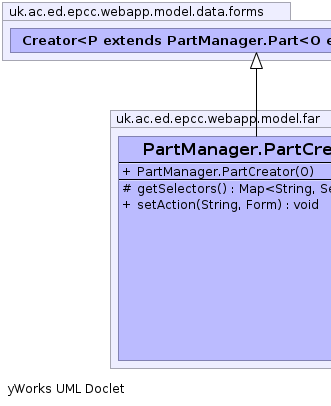 uk.ac.ed.epcc.webapp.model.data.forms
Creator<P extends PartManager.Part<O e
uk.ac.ed.epcc.webapp.model.far
PartManager.PartCre
+ PartManager.PartCreator(O)
# getSelectors() : Map<String, Se
+ setAction(String, Form) : void
yWorks UML Doclet